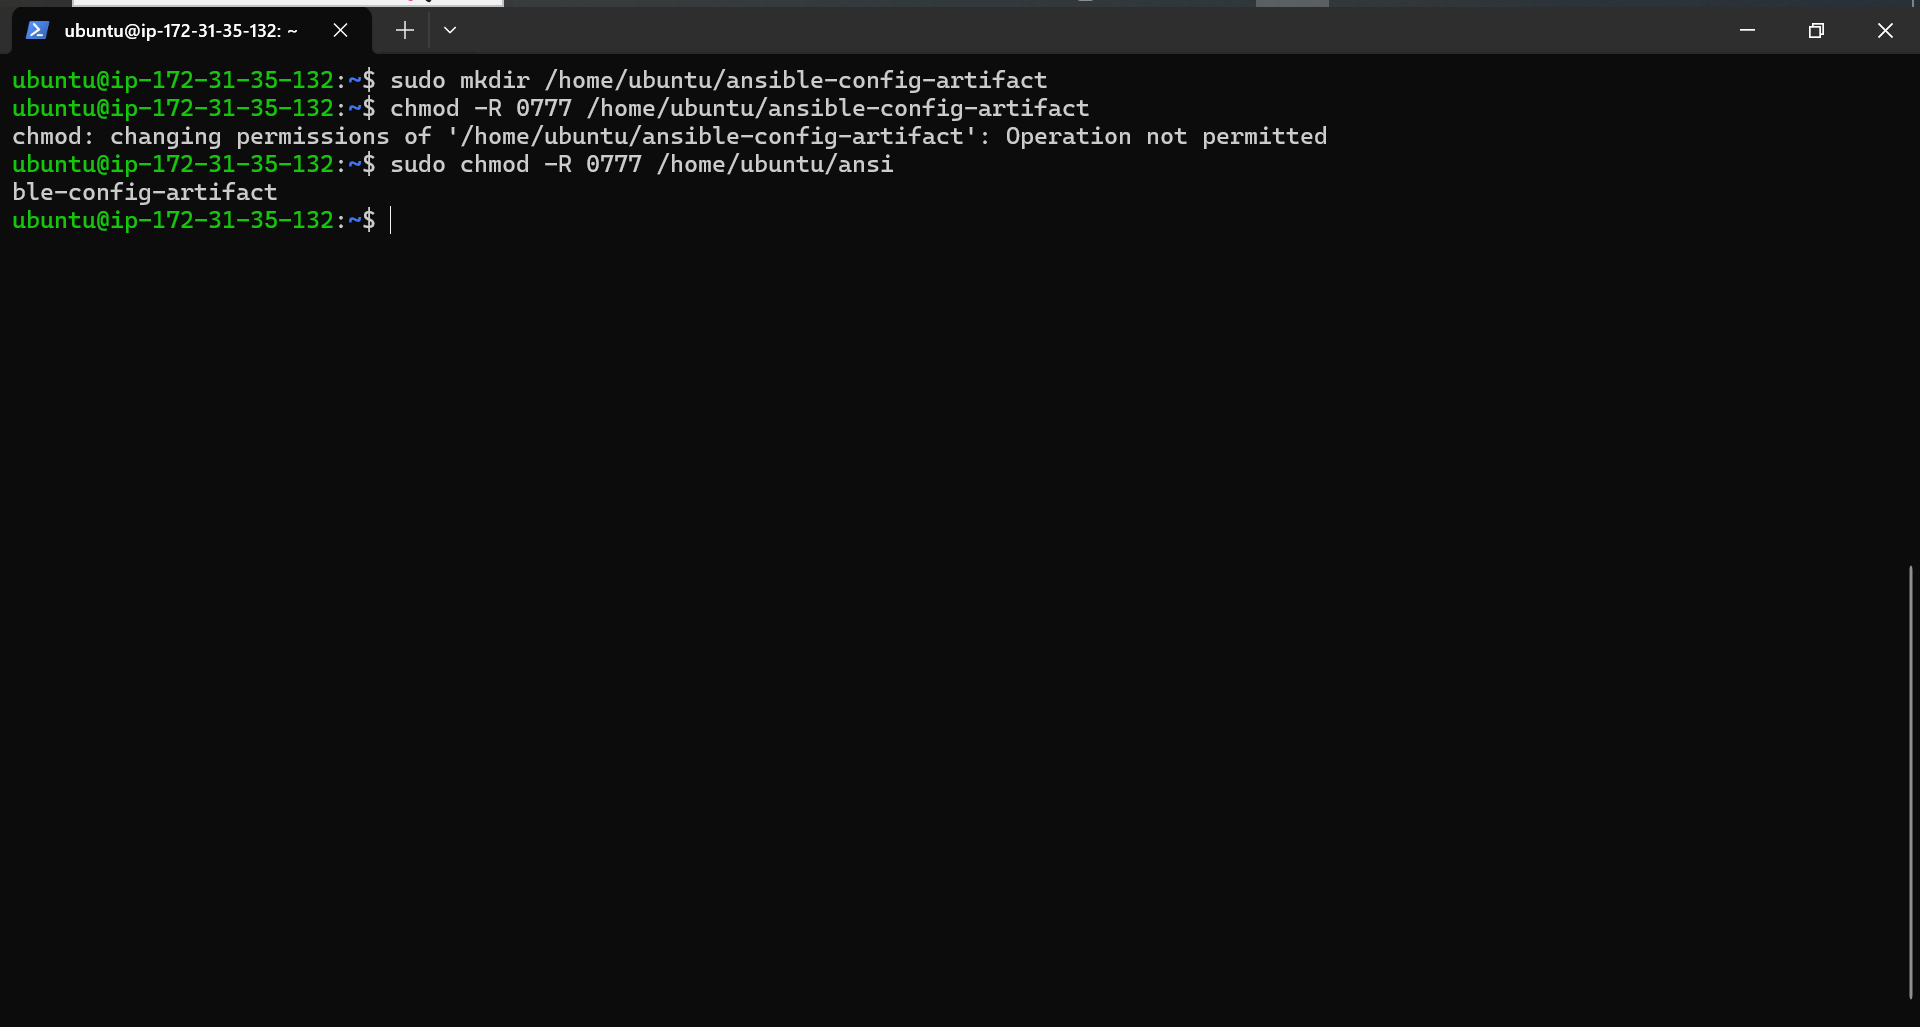 ubuntu@ip-172-31-35-132: ~
ubuntu@ip-172-31-35-132:~$ sudo mkdir /home/ubuntu/ansible-config-artifact
ubuntu@ip-172-31-35-132:~$ chmod -R 0777 /home/ubuntu/ansible-config-artifact
chmod: changing permissions of '/home/ubuntu/ansible-config-artifact': Operation not permitted
ubuntu@ip-172-31-35-132:~$ sudo chmod -R 0777 /home/ubuntu/ansi
ble-config-artifact
ubuntu@ip-172-31-35-132:~$